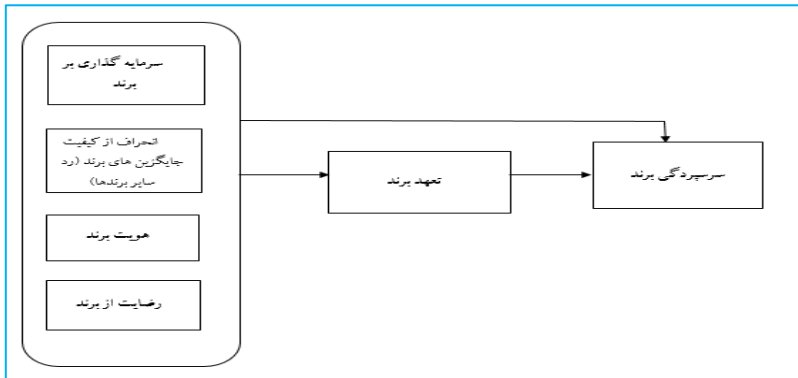 سرمایه گذاری بر
برند
انحراف از کیفیت
جایگزین های برند (رد
سایر برندها)
هویت برند
رضایت از برند
تعهد برند
سرسپردگی برند